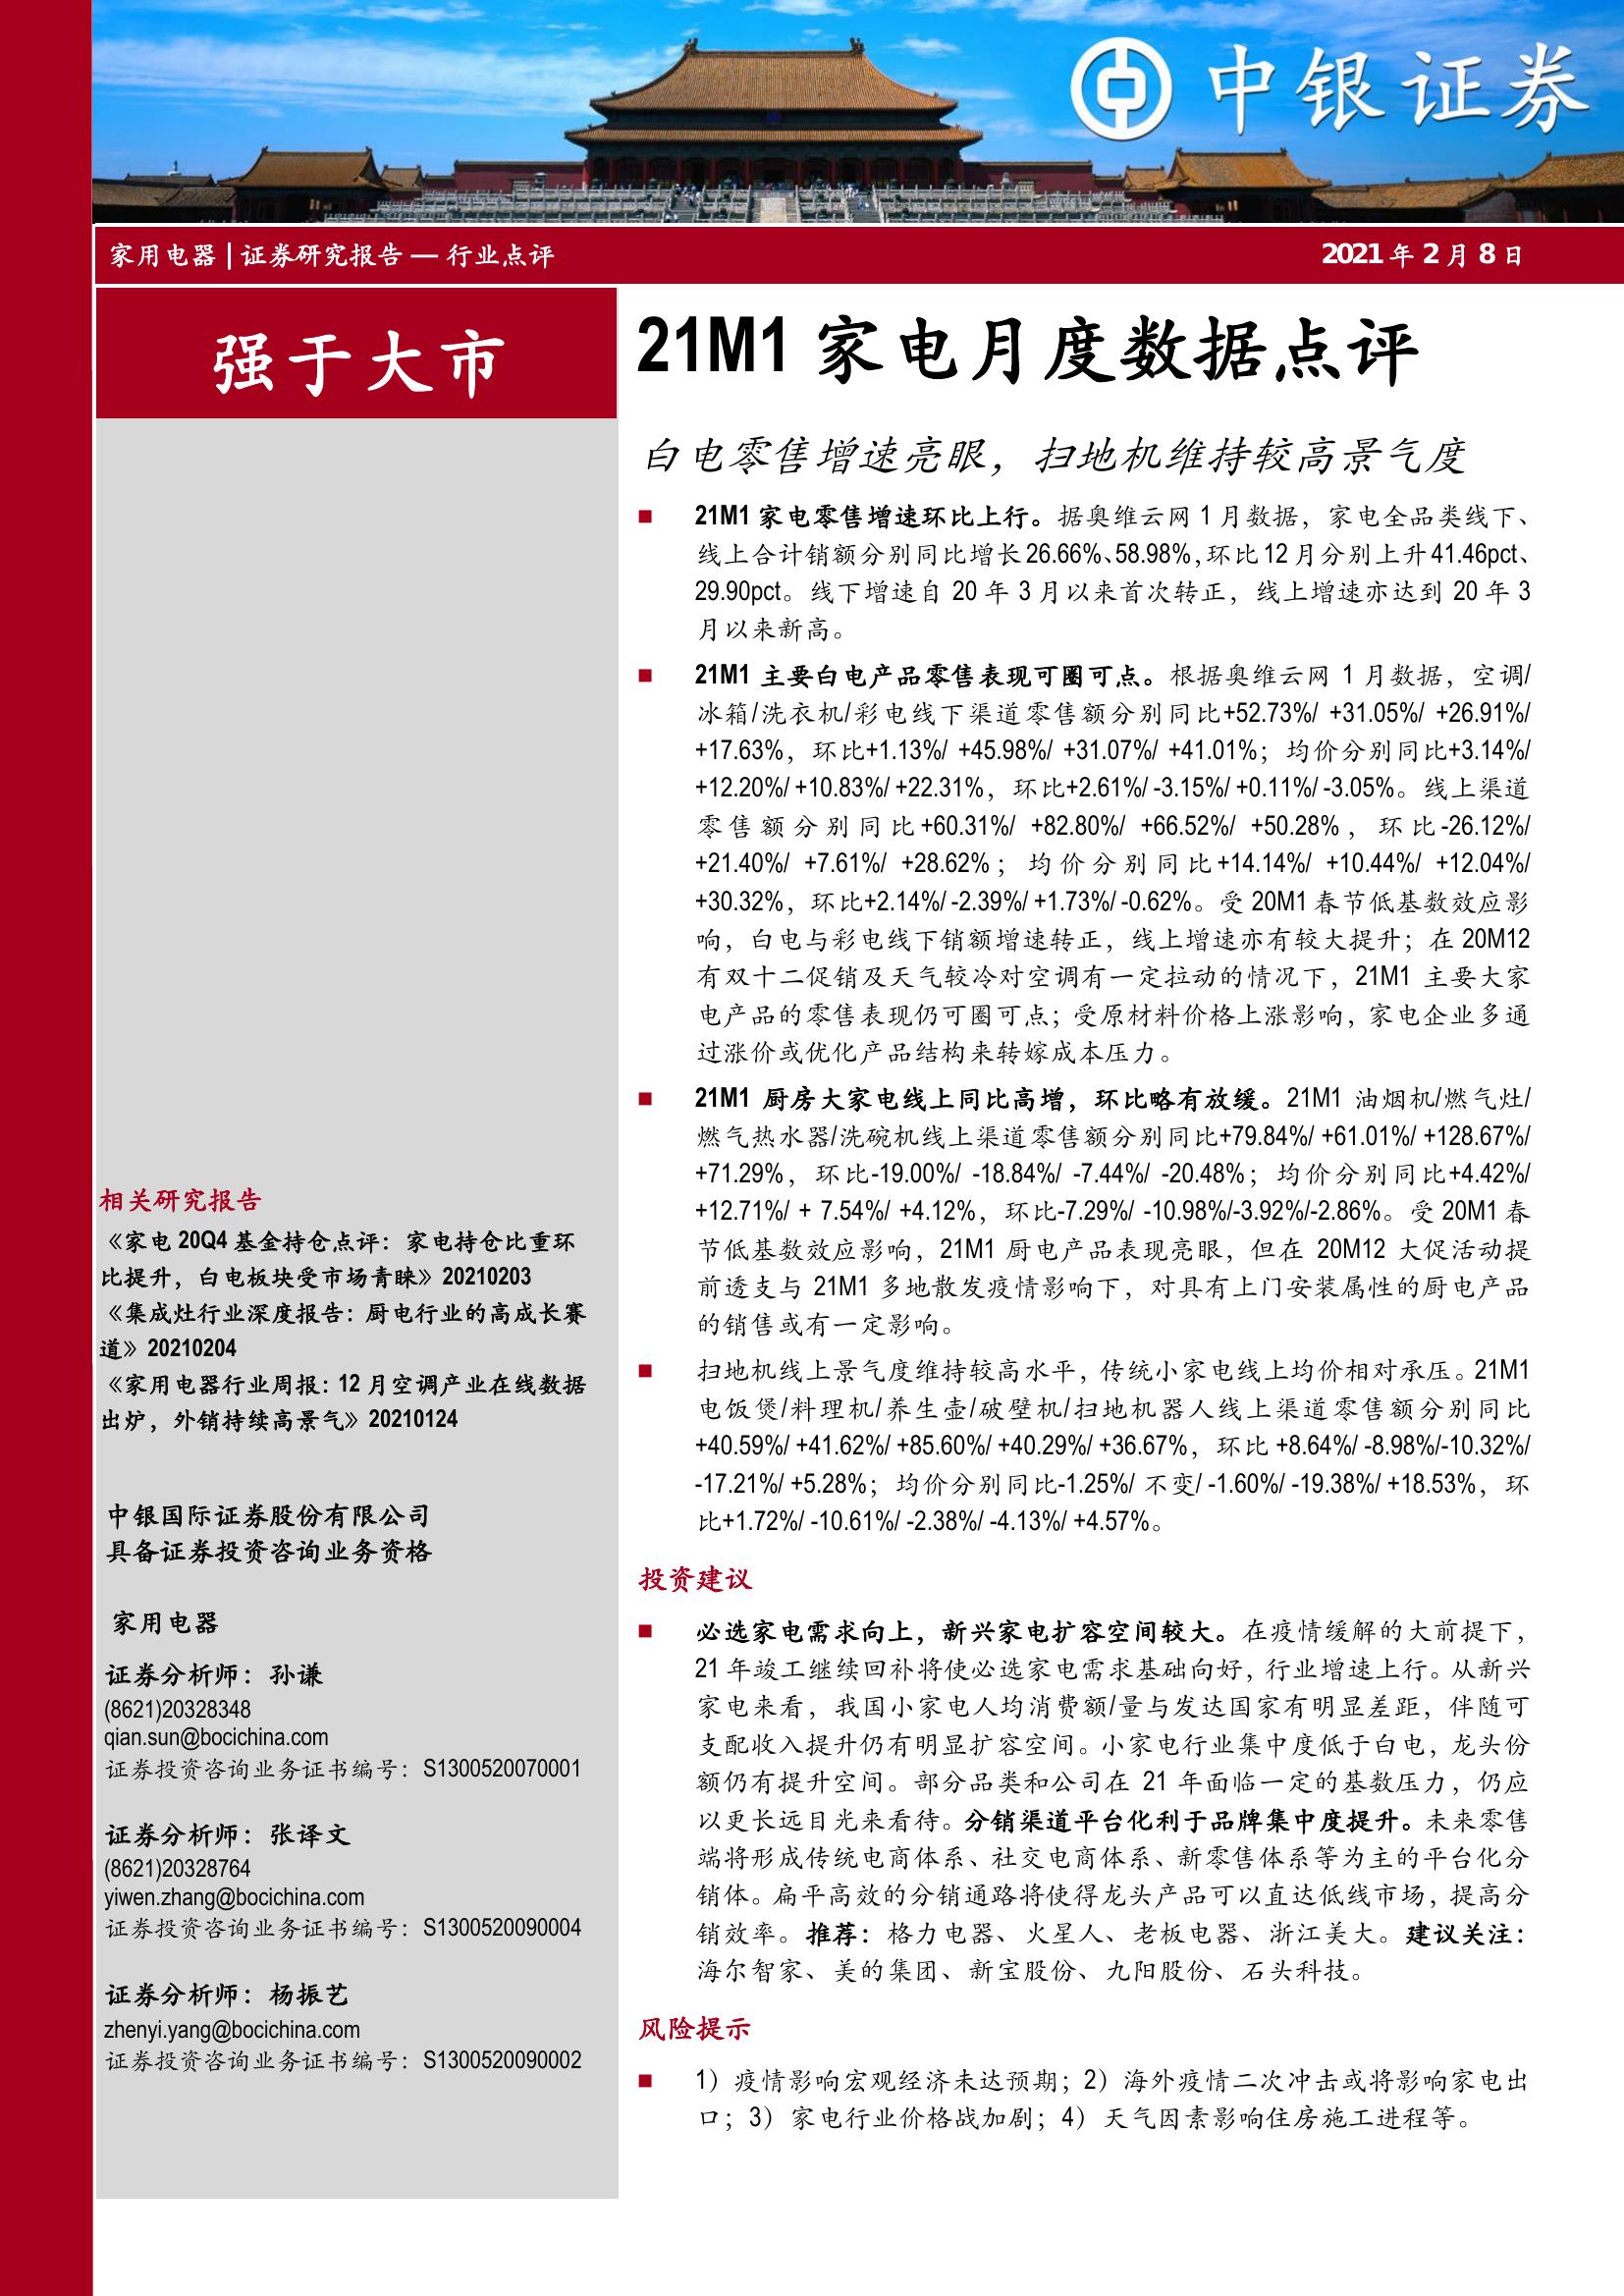 中银证券
家用电器 | 证券研究报告 — 行业点评
2021 年 2 月 8 日
强于大市
21M1 家电月度数据点评
白电零售增速亮眼，扫地机维持较高景气度
■ 21M1 家电零售增速环比上行。据奥维云网 1 月数据，家电全品类线下、
线上合计销额分别同比增长 26.66%、58.98%，环比 12 月分别上升 41.46pct、
29.90pct。线下增速自 20 年 3 月以来首次转正，线上增速亦达到 20 年 3
月以来新高。
■ 21M1 主要白电产品零售表现可圈可点。根据奥维云网 1 月数据，空调/
冰箱/洗衣机/彩电线下渠道零售额分别同比+52.73%/ +31.05%/ +26.91%/
+17.63%，环比+1.13%/ +45.98%/ +31.07%/ +41.01%；均价分别同比+3.14%/
+12.20%/ +10.83%/ +22.31%，环比+2.61%/ -3.15%/ +0.11%/ -3.05%。线上渠道
零售额分别同比+60.31%/ +82.80%/ +66.52%/ +50.28%，环比-26.12%/
+21.40%/ +7.61%/ +28.62%；均价分别同比+14.14%/ +10.44%/ +12.04%/
+30.32%，环比+2.14%/ -2.39%/ +1.73%/ -0.62%。受 20M1 春节低基数效应影
响，白电与彩电线下销额增速转正，线上增速亦有较大提升；在 20M12
有双十二促销及天气较冷对空调有一定拉动的情况下，21M1 主要大家
电产品的零售表现仍可圈可点；受原材料价格上涨影响，家电企业多通
过涨价或优化产品结构来转嫁成本压力。
■ 21M1 厨房大家电线上同比高增，环比略有放缓。21M1 油烟机/燃气灶/
燃气热水器/洗碗机线上渠道零售额分别同比+79.84%/ +61.01%/ +128.67%/
+71.29%，环比-19.00%/ -18.84%/ -7.44%/ -20.48%；均价分别同比+4.42%/
+12.71%/ + 7.54%/ +4.12%，环比-7.29%/ -10.98%/-3.92%/-2.86%。受 20M1 春
节低基数效应影响，21M1 厨电产品表现亮眼，但在 20M12 大促活动提
前透支与 21M1 多地散发疫情影响下，对具有上门安装属性的厨电产品
的销售或有一定影响。
■ 扫地机线上景气度维持较高水平，传统小家电线上均价相对承压。21M1
电饭煲/料理机/养生壶/破壁机/扫地机器人线上渠道零售额分别同比
+40.59%/ +41.62%/ +85.60%/ +40.29%/ +36.67%，环比 +8.64%/ -8.98%/-10.32%/
-17.21%/ +5.28%；均价分别同比-1.25%/ 不变/ -1.60%/ -19.38%/ +18.53%，环
比+1.72%/ -10.61%/ -2.38%/ -4.13%/ +4.57%。
投资建议
■ 必选家电需求向上，新兴家电扩容空间较大。在疫情缓解的大前提下，
21 年竣工继续回补将使必选家电需求基础向好，行业增速上行。从新兴
家电来看，我国小家电人均消费额/量与发达国家有明显差距，伴随可
支配收入提升仍有明显扩容空间。小家电行业集中度低于白电，龙头份
额仍有提升空间。部分品类和公司在 21 年面临一定的基数压力，仍应
以更长远目光来看待。分销渠道平台化利于品牌集中度提升。未来零售
端将形成传统电商体系、社交电商体系、新零售体系等为主的平台化分
销体。扁平高效的分销通路将使得龙头产品可以直达低线市场，提高分
销效率。推荐：格力电器、火星人、老板电器、浙江美大。建议关注：
海尔智家、美的集团、新宝股份、九阳股份、石头科技。
风险提示
■ 1）疫情影响宏观经济未达预期；2）海外疫情二次冲击或将影响家电出
口；3）家电行业价格战加剧；4）天气因素影响住房施工进程等。
相关研究报告
《家电 20Q4 基金持仓点评：家电持仓比重环
比提升，白电板块受市场青睐》20210203
《集成灶行业深度报告：厨电行业的高成长赛
道》20210204
《家用电器行业周报：12 月空调产业在线数据
出炉，外销持续高景气》20210124
中银国际证券股份有限公司
具备证券投资咨询业务资格
家用电器
证券分析师：孙谦
(8621)20328348
qian.sun@bocichina.com
证券投资咨询业务证书编号：S1300520070001
证券分析师：张译文
(8621)20328764
yiwen.zhang@bocichina.com
证券投资咨询业务证书编号：S1300520090004
证券分析师：杨振艺
zhenyi.yang@bocichina.com
证券投资咨询业务证书编号：S1300520090002